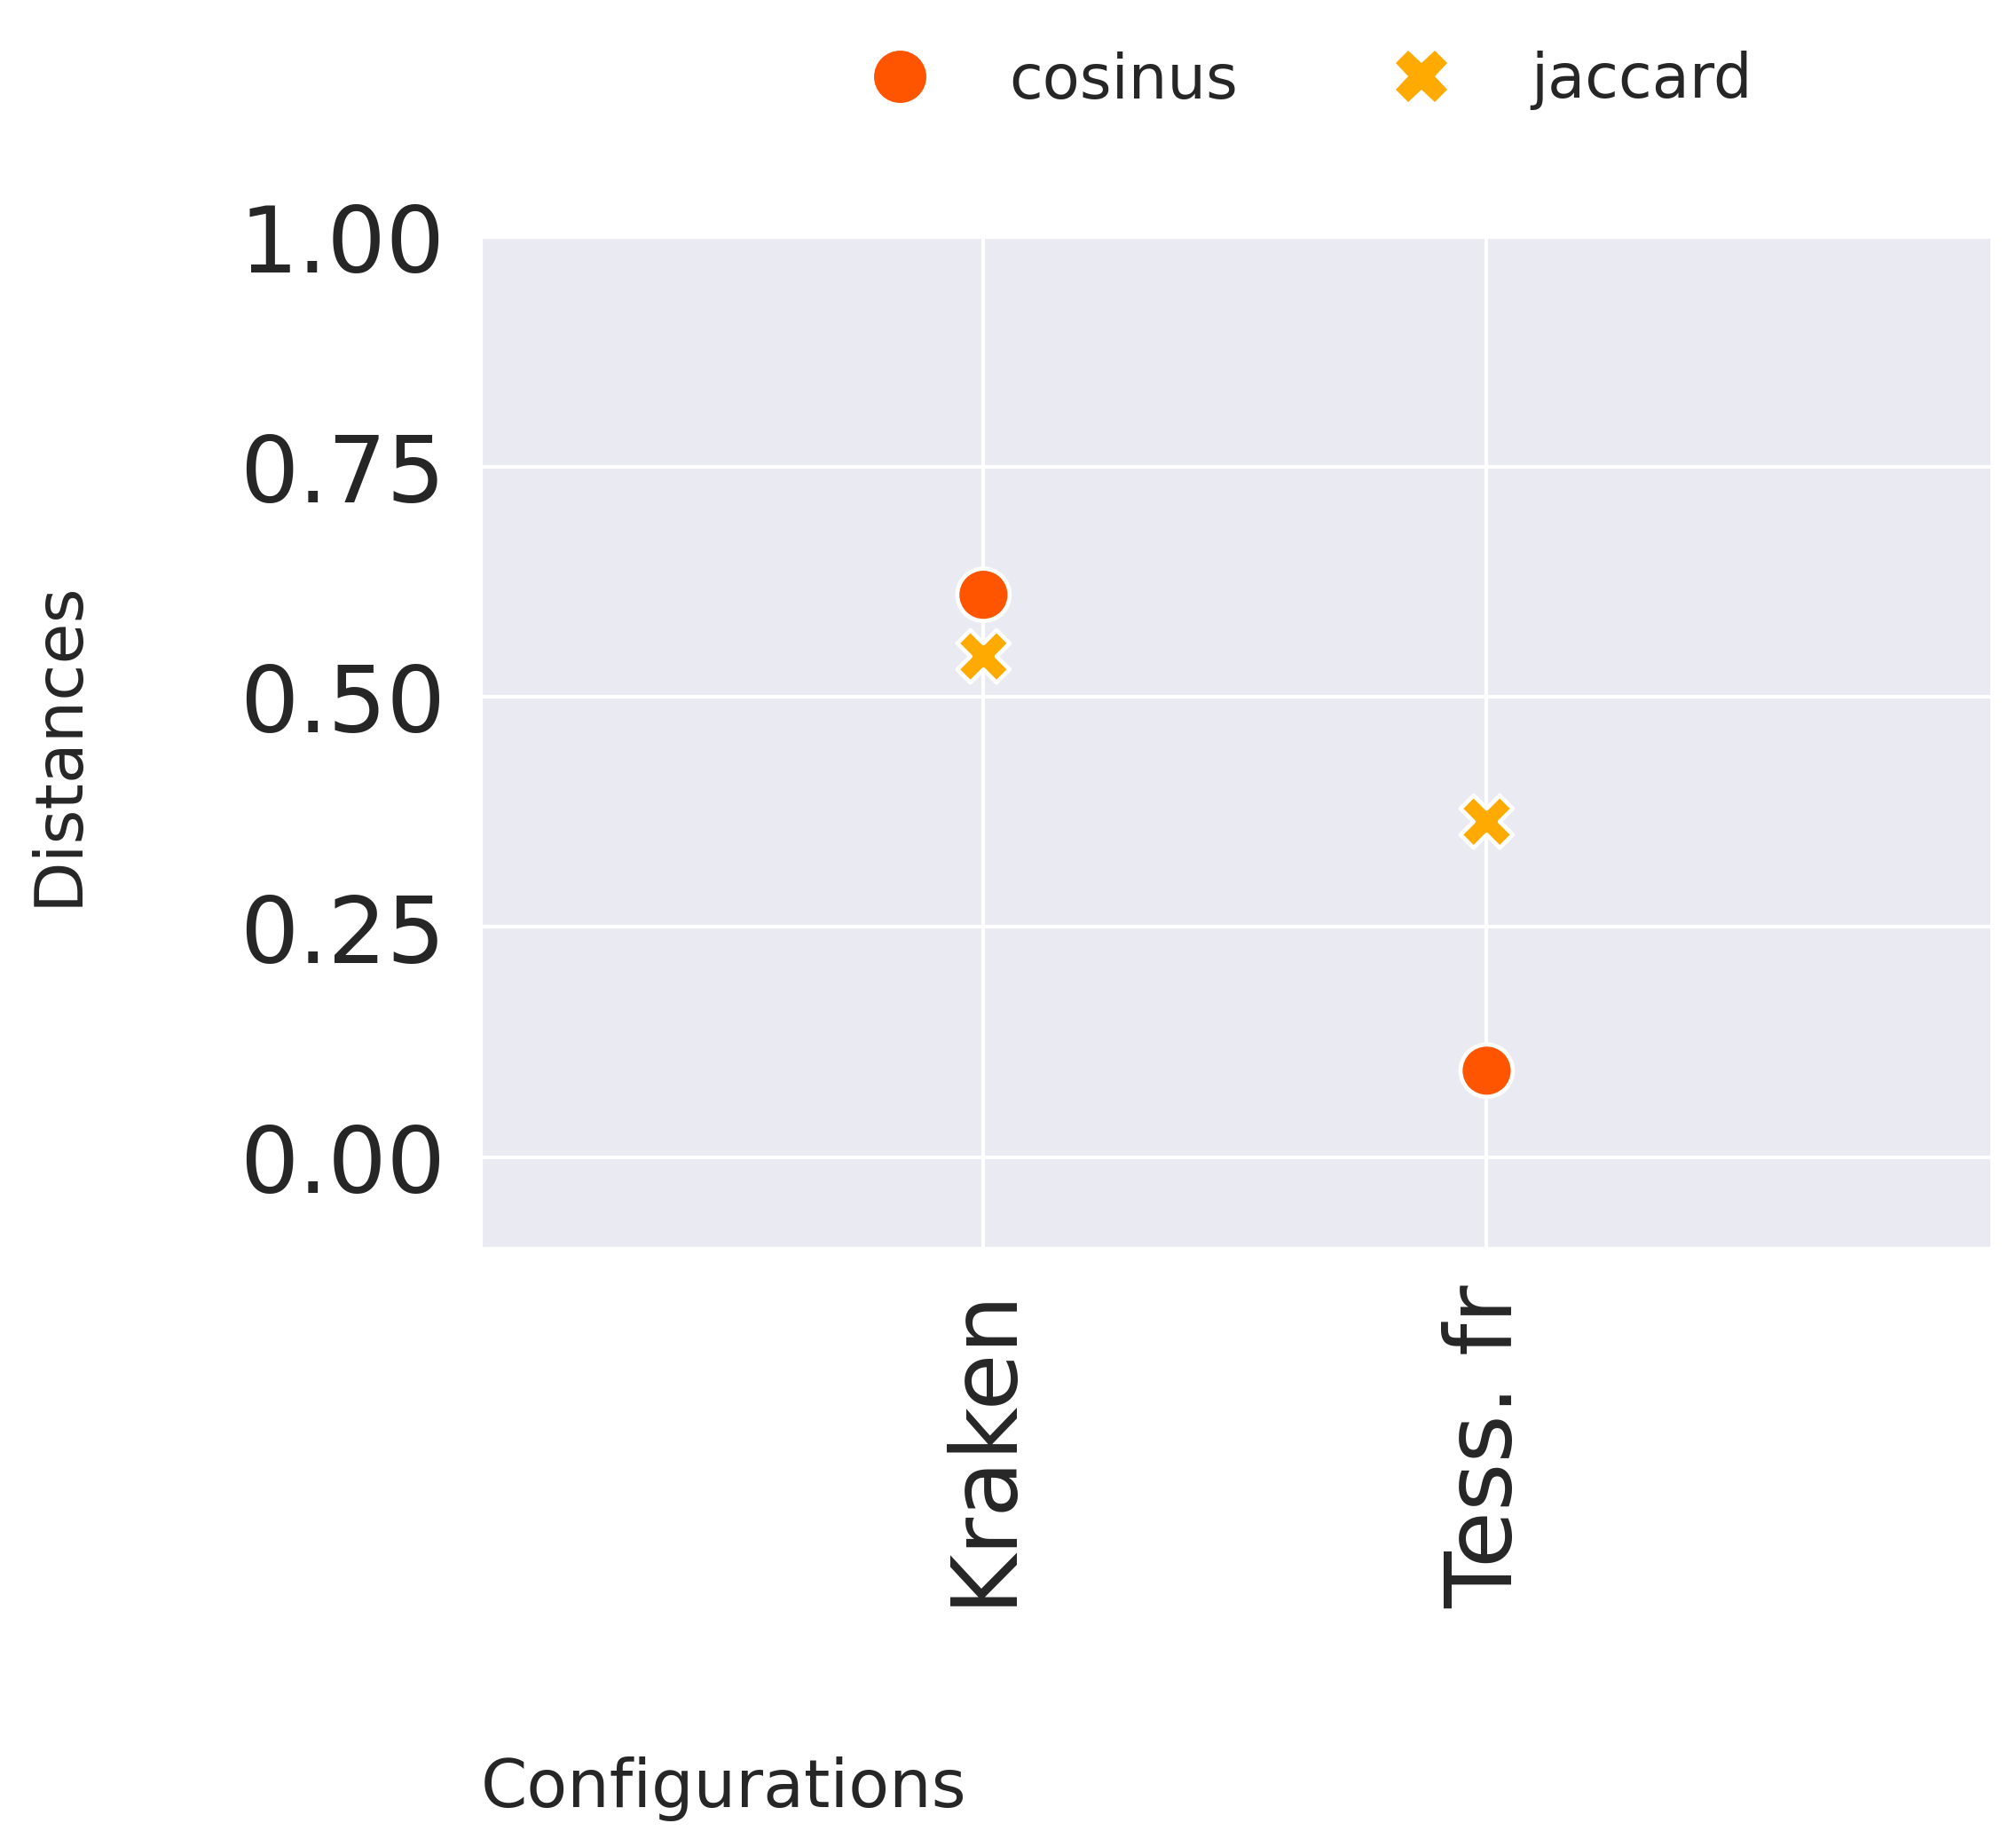 cosinus jaccard
1.00
0.75
0.50
0.25
0.00
Distances
Kraken
Tess. fr
Configurations